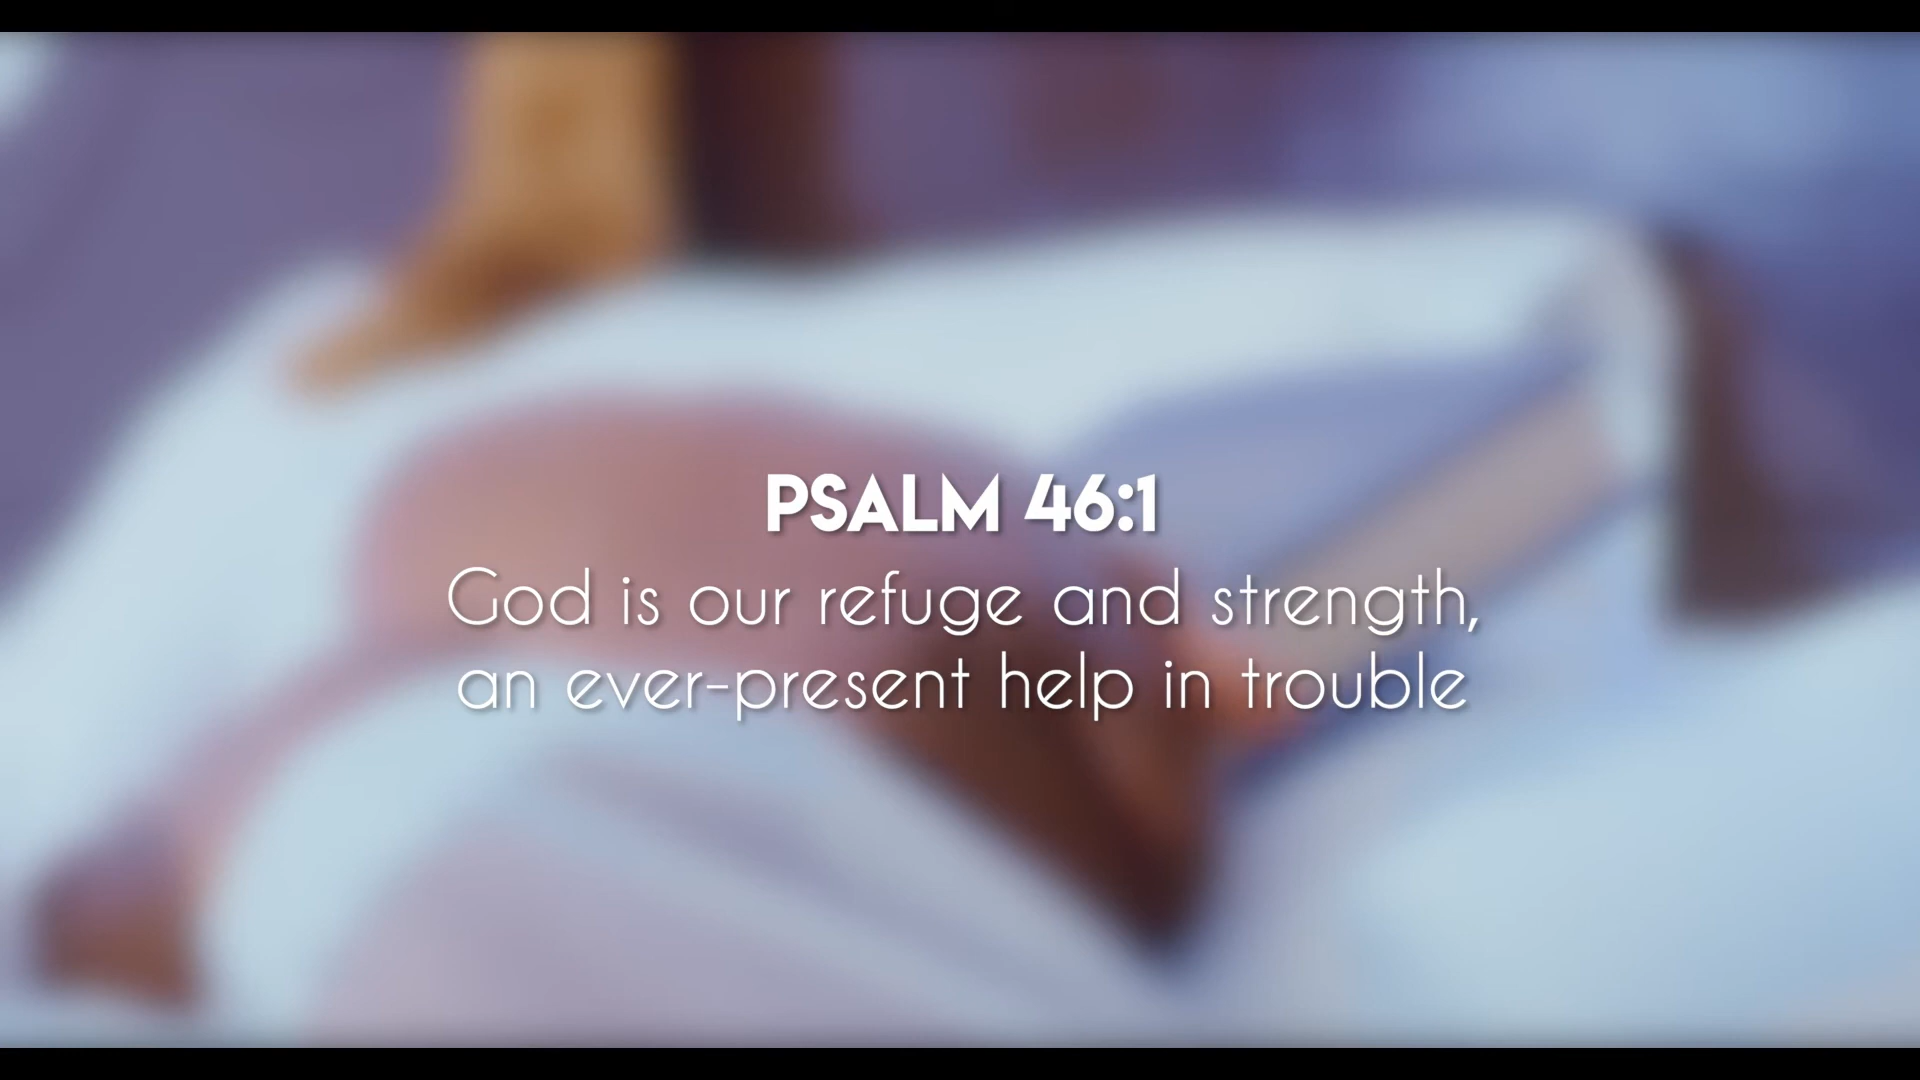 PSALM 46:1
God is our refuge and strength,
an ever-present help in trouble